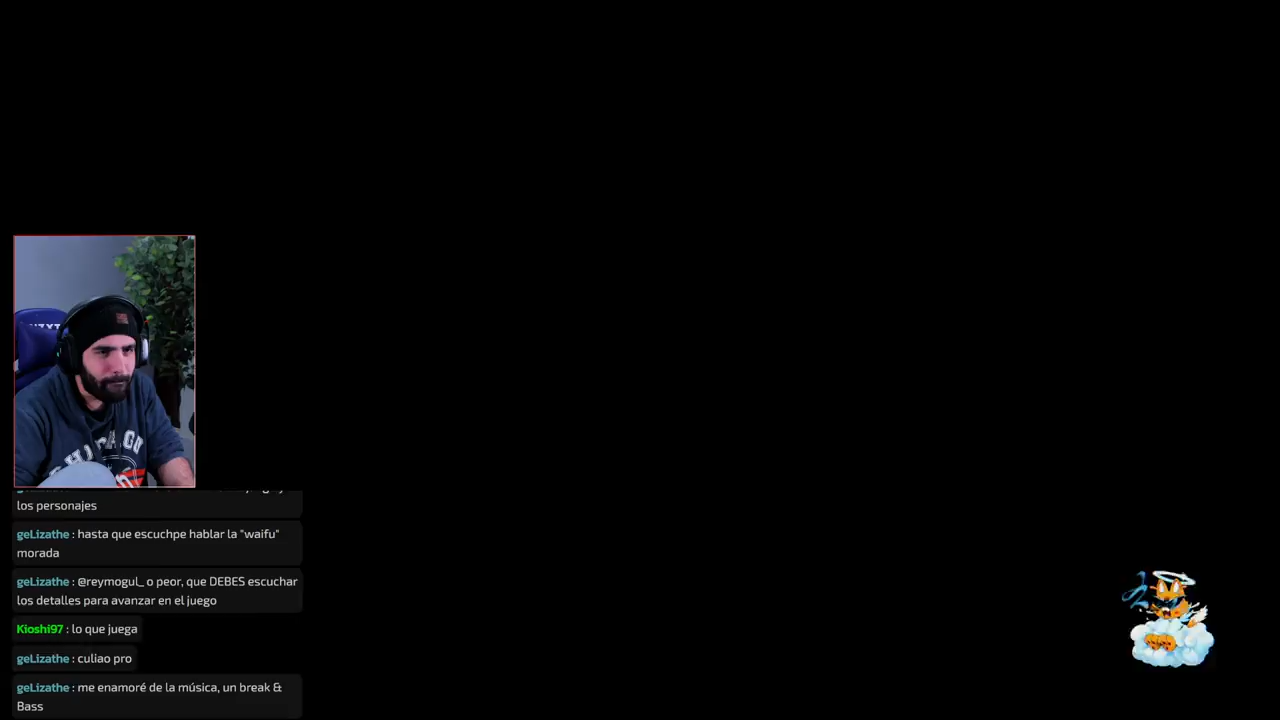 los personajes
geLizathe : hasta que escuchpe hablar la "waifu"
morada
geLizathe : @reymogul_ o peor, que DEBES escuchar
los detalles para avanzar en el juego
Kioshi97 : lo que juega
geLizathe : culiao pro
geLizathe : me enamoré de la música, un break &
Bass